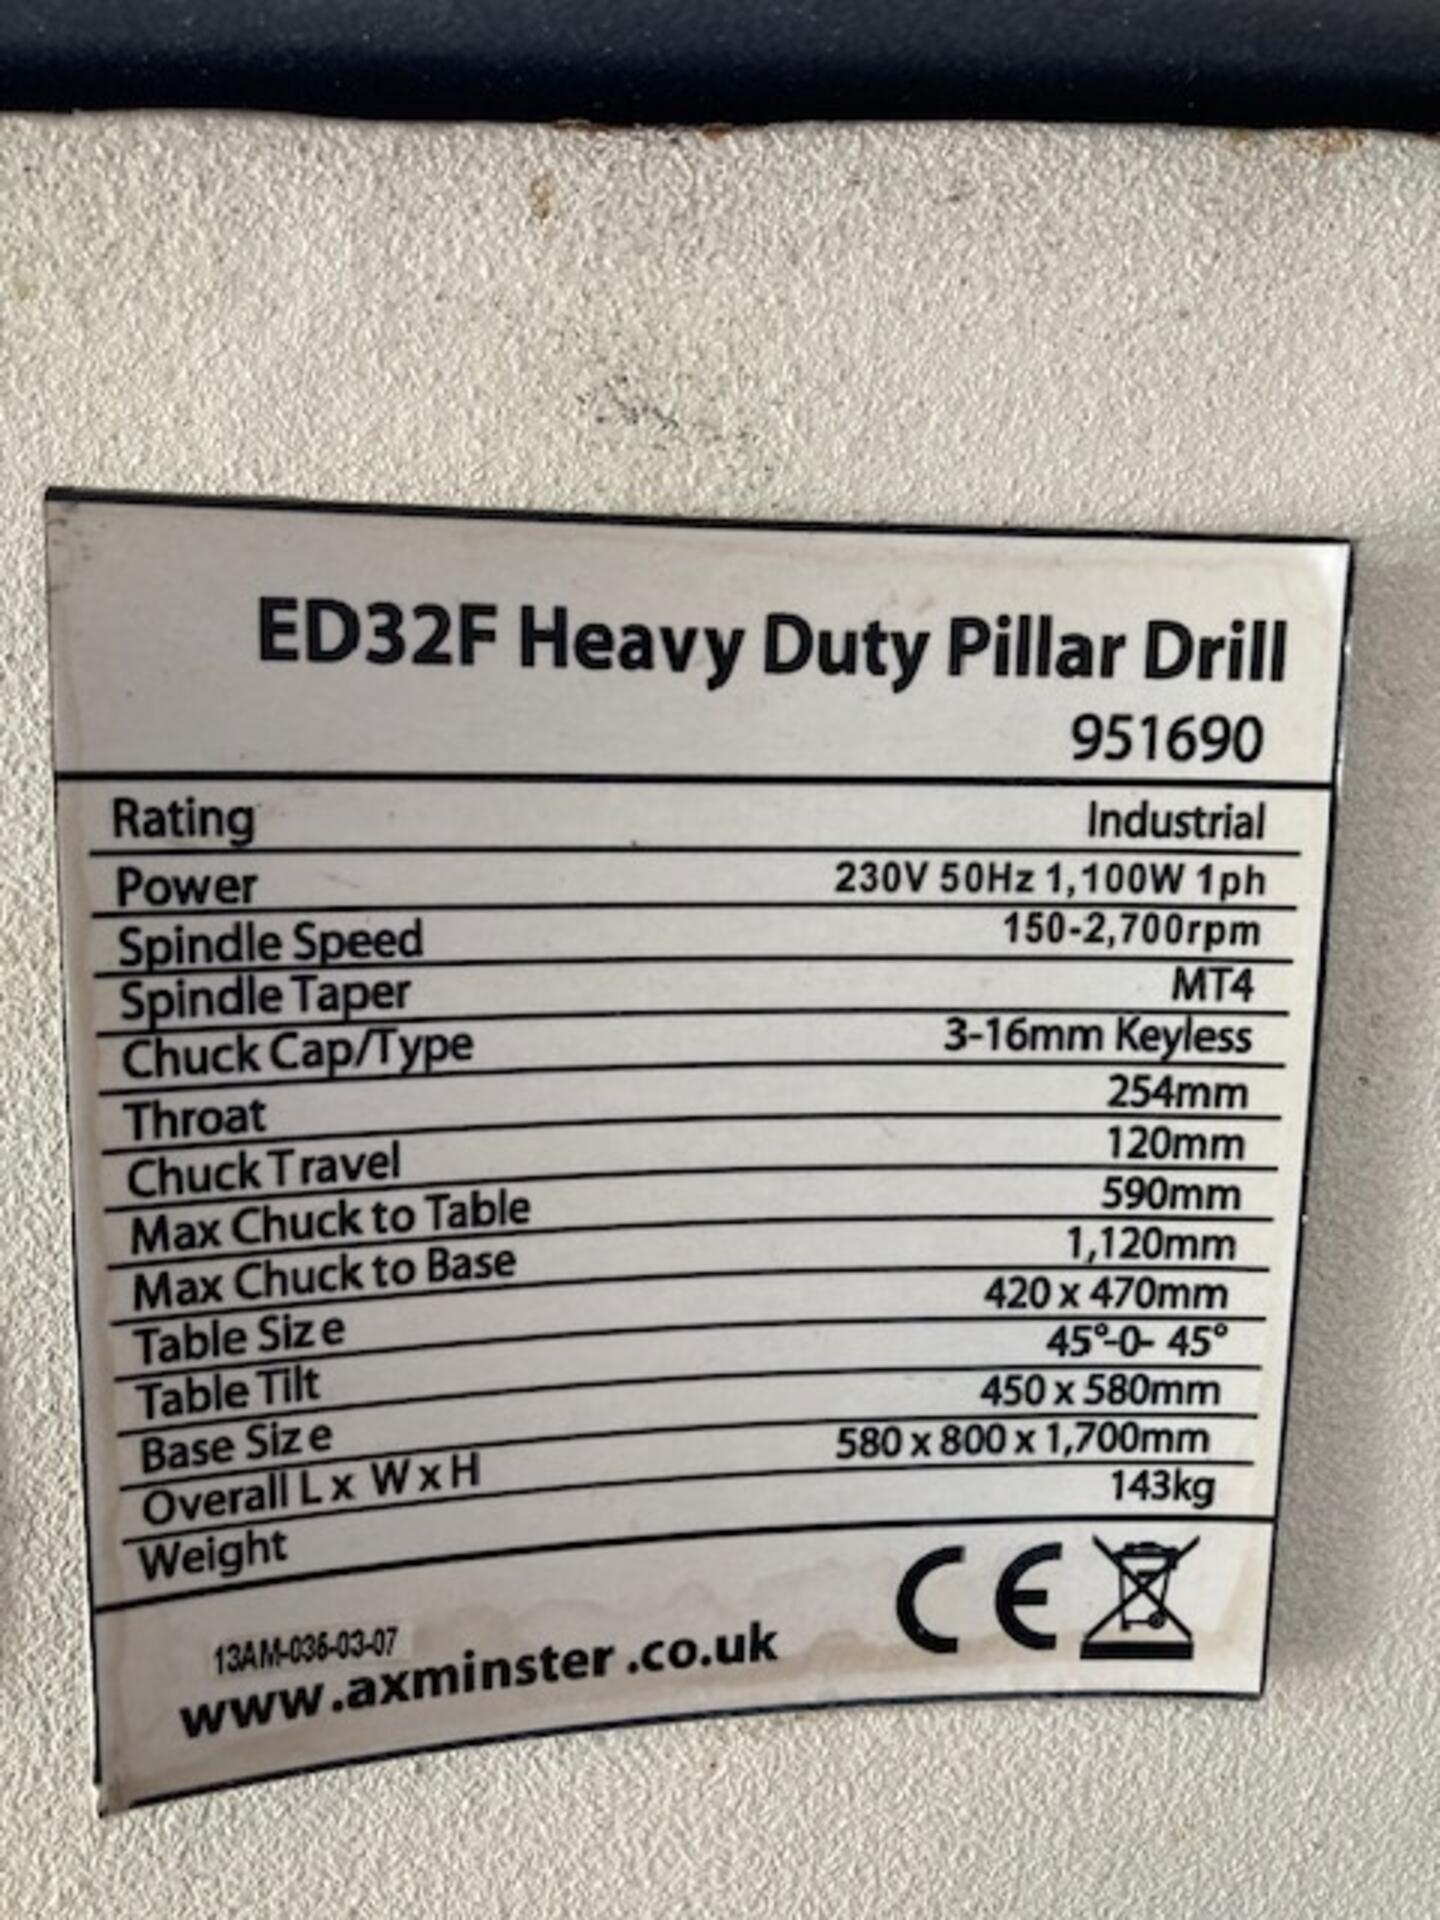 ED32F Heavy Duty Pillar Drill
951690
Rating Industrial
Power 230V 50Hz 1,100W 1ph
Spindle Speed 150-2,700rpm
Spindle Taper MT4
Chuck Cap/Type 3-16mm Keyless
Throat 254mm
Chuck Travel 120mm
Max Chuck to Table 590mm
Max Chuck to Base 1,120mm
Table Size 420 x 470mm
Table Tilt 45°-0- 45°
Base Size 450 x 580mm
Overall L x W x H 580 x 800 x 1,700mm
Weight 143kg
CE
13AM-036-03-07
www.axminster.co.uk